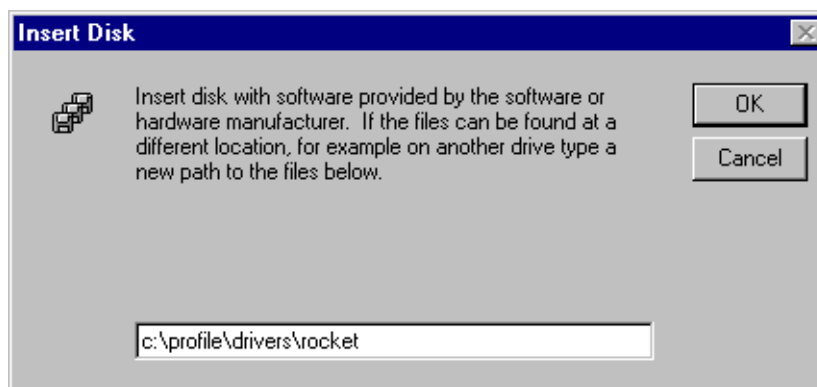 Insert Disk
Insert disk with software provided by the software or
hardware manufacturer.  If the files can be found at a
different location, for example on another drive type a
new path to the files below.
OK
Cancel
c:\profile\drivers\rocket